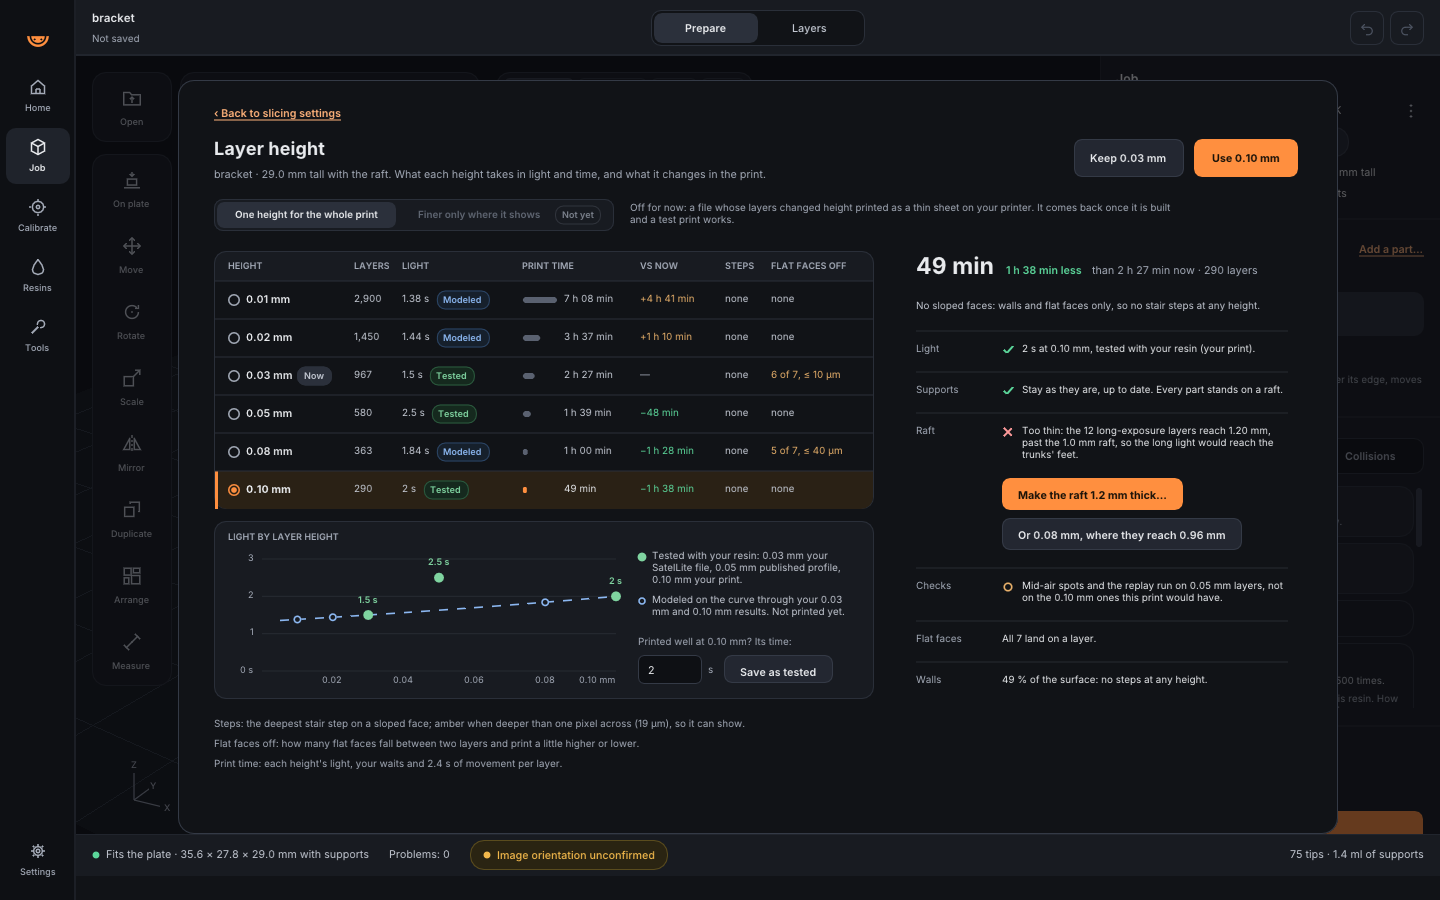 bracket
Not saved
Prepare
Layers
Home
Job
Calibrate
Resins
Tools
Settings
Open
On plate
Move
Rotate
Scale
Mirror
Duplicate
Arrange
Measure
‹ Back to slicing settings
Layer height
bracket · 29.0 mm tall with the raft. What each height takes in light and time, and what it changes in the print.
Keep 0.03 mm
Use 0.10 mm
One height for the whole print
Finer only where it shows
Not yet
Off for now: a file whose layers changed height printed as a thin sheet on your printer. It comes back once it is built
and a test print works.
HEIGHT LAYERS LIGHT PRINT TIME VS NOW STEPS FLAT FACES OFF
0.01 mm 2,900 1.38 s Modeled 7 h 08 min +4 h 41 min none none
0.02 mm 1,450 1.44 s Modeled 3 h 37 min +1 h 10 min none none
0.03 mm Now 967 1.5 s Tested 2 h 27 min — none 6 of 7, ≤ 10 µm
0.05 mm 580 2.5 s Tested 1 h 39 min −48 min none none
0.08 mm 363 1.84 s Modeled 1 h 00 min −1 h 28 min none 5 of 7, ≤ 40 µm
0.10 mm 290 2 s Tested 49 min −1 h 38 min none none
LIGHT BY LAYER HEIGHT
3
2
1
0 s
2.5 s
1.5 s
2 s
0.02 0.04 0.06 0.08 0.10 mm
Tested with your resin: 0.03 mm your
SatelLite file, 0.05 mm published profile,
0.10 mm your print.
Modeled on the curve through your 0.03
mm and 0.10 mm results. Not printed yet.
Printed well at 0.10 mm? Its time:
2 s Save as tested
Steps: the deepest stair step on a sloped face; amber when deeper than one pixel across (19 µm), so it can show.
Flat faces off: how many flat faces fall between two layers and print a little higher or lower.
Print time: each height's light, your waits and 2.4 s of movement per layer.
49 min 1 h 38 min less than 2 h 27 min now · 290 layers
No sloped faces: walls and flat faces only, so no stair steps at any height.
Light 2 s at 0.10 mm, tested with your resin (your print).
Supports Stay as they are, up to date. Every part stands on a raft.
Raft Too thin: the 12 long-exposure layers reach 1.20 mm,
past the 1.0 mm raft, so the long light would reach the
trunks' feet.
Make the raft 1.2 mm thick...
Or 0.08 mm, where they reach 0.96 mm
Checks Mid-air spots and the replay run on 0.05 mm layers, not
on the 0.10 mm ones this print would have.
Flat faces All 7 land on a layer.
Walls 49 % of the surface: no steps at any height.
mm tall
Add a part...
er its edge, moves
Collisions
500 times.
is resin. How
Z
Y
X
Fits the plate · 35.6 × 27.8 × 29.0 mm with supports
Problems: 0
Image orientation unconfirmed
75 tips · 1.4 ml of supports